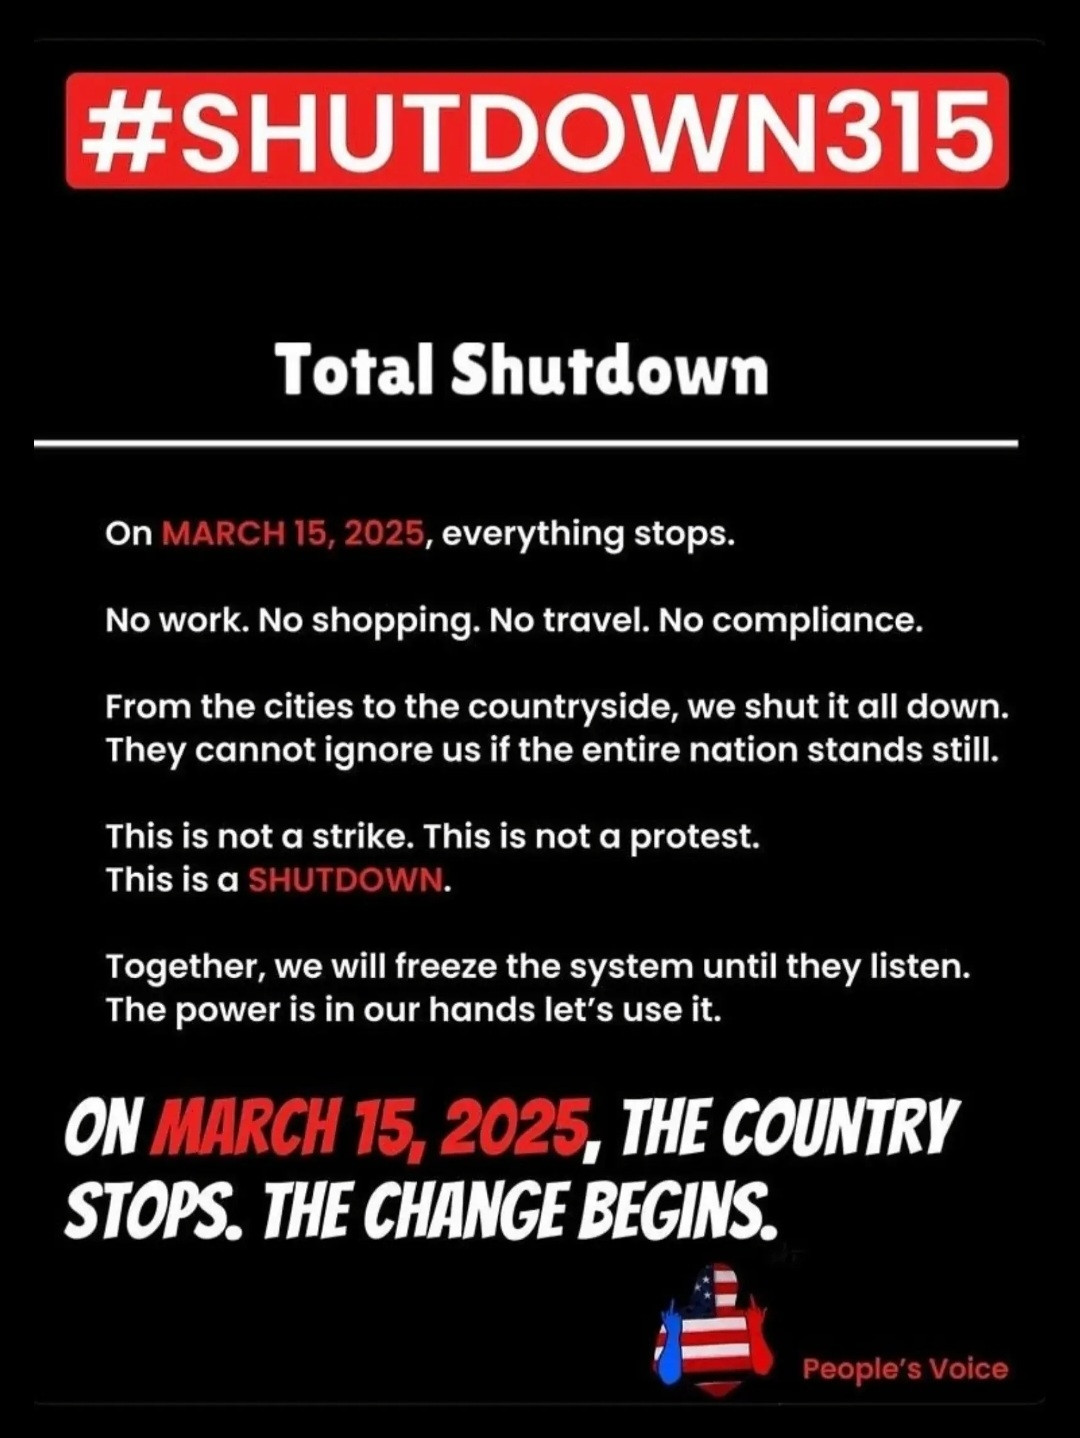 #SHUTDOWN315
Total Shutdown
On MARCH 15, 2025, everything stops.
No work. No shopping. No travel. No compliance.
From the cities to the countryside, we shut it all down.
They cannot ignore us if the entire nation stands still.
This is not a strike. This is not a protest.
This is a SHUTDOWN.
Together, we will freeze the system until they listen.
The power is in our hands let’s use it.
ON MARCH 15, 2025, THE COUNTRY
STOPS. THE CHANGE BEGINS.
People’s Voice